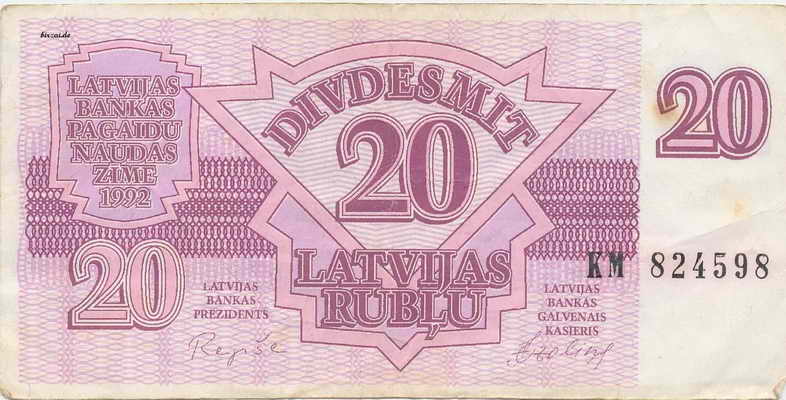 birzai.de
LATVIJAS
BANKAS
PAGAIDU
NAUDAS
ZIME
1992
DIVDESMIT
20
LATVIJAS
RUBĻU
20
20
KM 824598
LATVIJAS
BANKAS
PREZIDENTS
LATVIJAS
BANKAS
GALVENAIS
KASIERIS
Repše